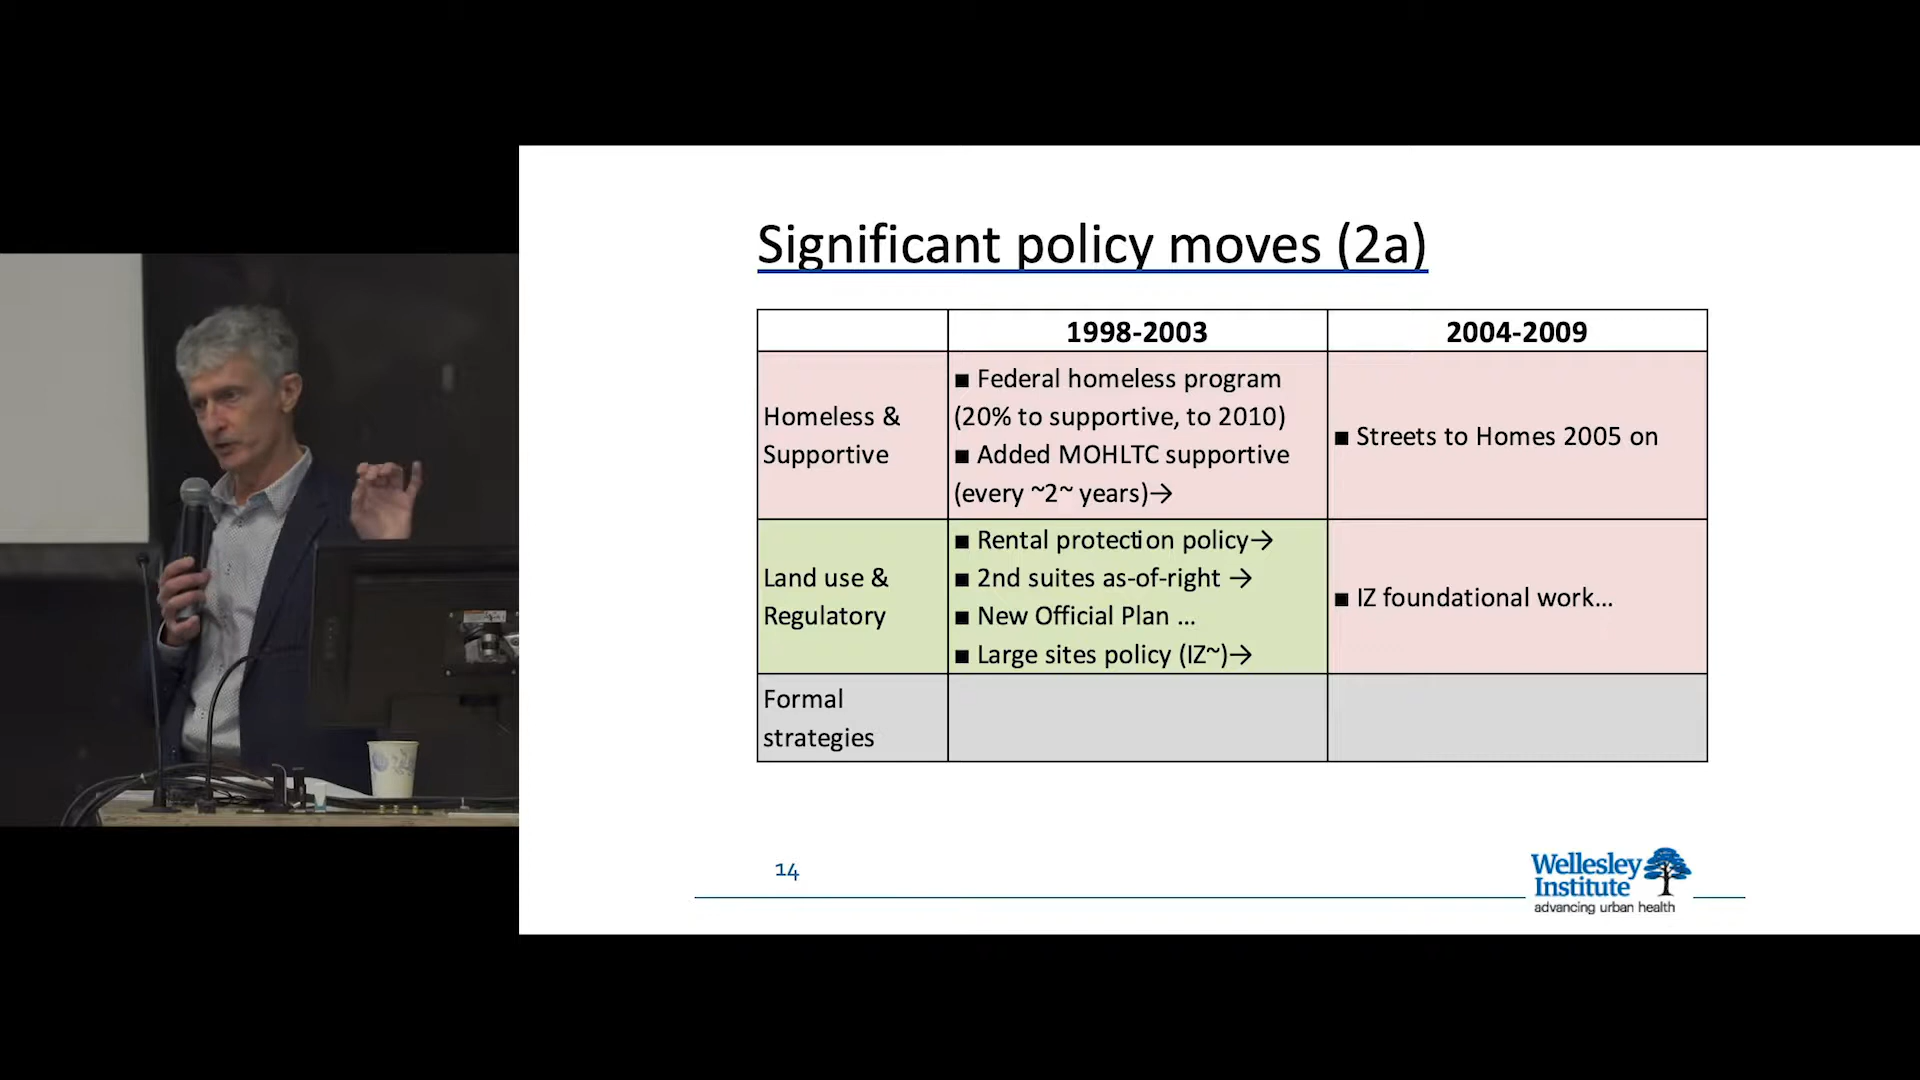 Significant policy moves (2a)
1998-2003
2004-2009
Homeless &
Supportive
■ Federal homeless program
(20% to supportive, to 2010)
■ Added MOHLTC supportive
(every ~2~ years)→
■ Streets to Homes 2005 on
Land use &
Regulatory
■ Rental protection policy→
■ 2nd suites as-of-right →
■ New Official Plan ...
■ Large sites policy (IZ~)→
■ IZ foundational work...
Formal
strategies
14
Wellesley
Institute
advancing urban health